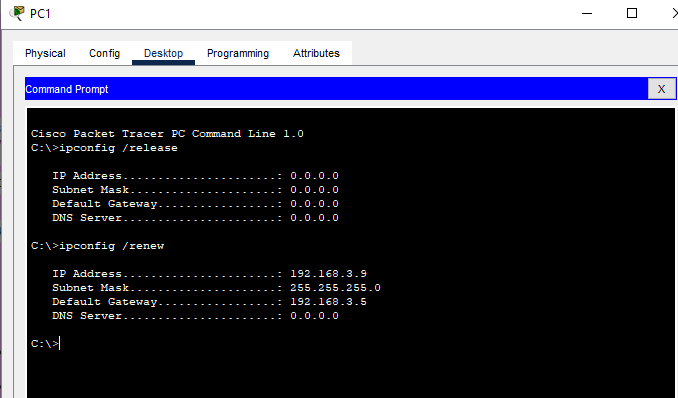 PC1
Physical Config Desktop Programming Attributes
Command Prompt X
Cisco Packet Tracer PC Command Line 1.0
C:\>ipconfig /release
IP Address......................: 0.0.0.0
Subnet Mask.....................: 0.0.0.0
Default Gateway.................: 0.0.0.0
DNS Server......................: 0.0.0.0
C:\>ipconfig /renew
IP Address......................: 192.168.3.9
Subnet Mask.....................: 255.255.255.0
Default Gateway.................: 192.168.3.5
DNS Server......................: 0.0.0.0
C:\>